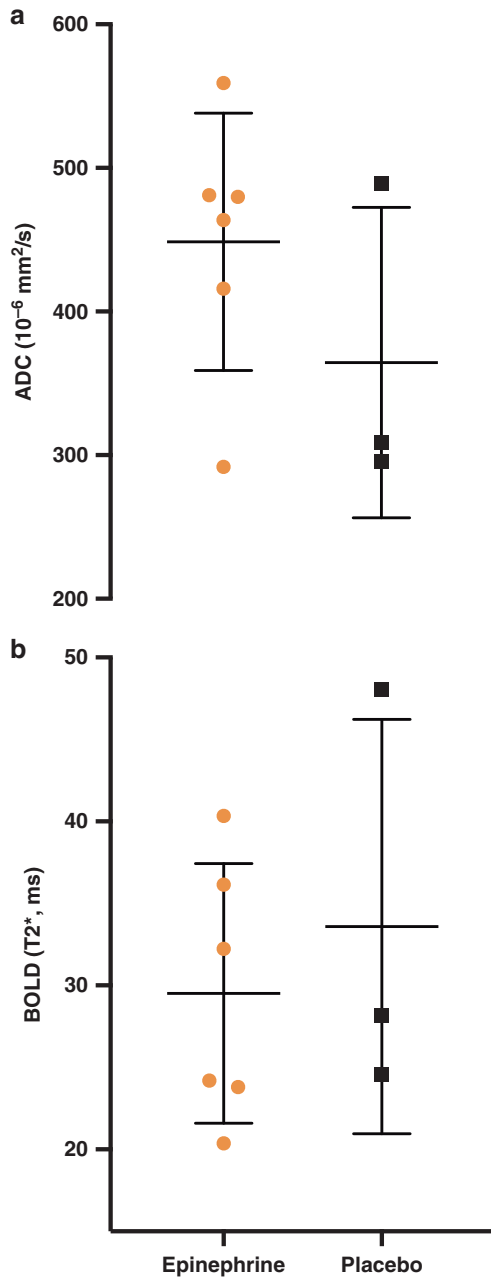 a
600
500
400
300
200
ADC (10⁻⁶ mm²/s)
b
50
40
30
20
BOLD (T2*, ms)
Epinephrine Placebo